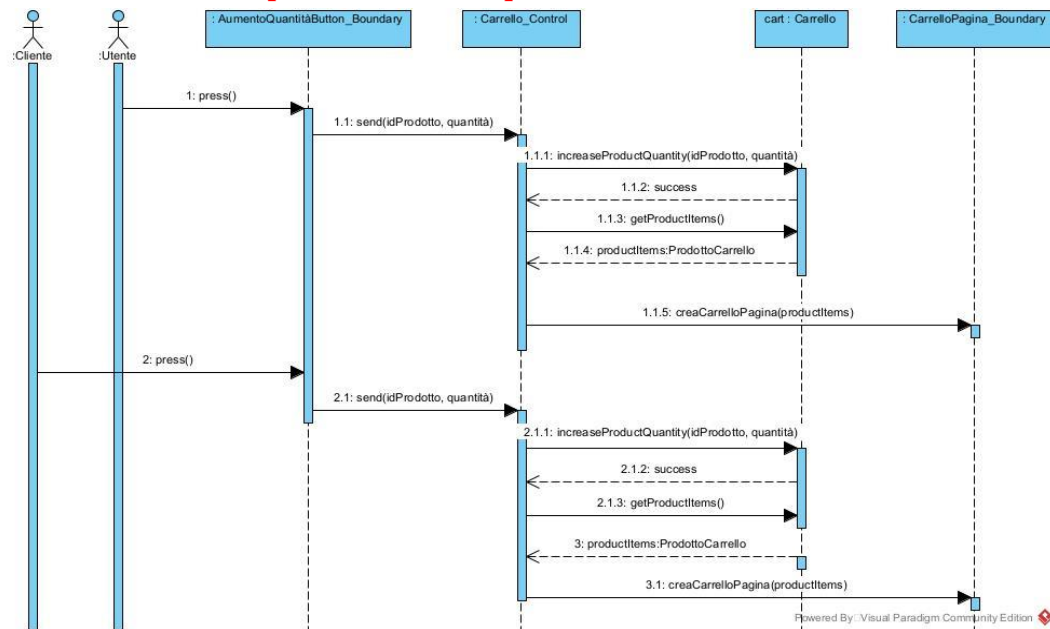 : AumentoQuantitàButton_Boundary
: Carrello_Control
cart : Carrello
: CarrelloPagina_Boundary
:Cliente
:Utente
1: press()
1.1: send(idProdotto, quantità)
1.1.1: increaseProductQuantity(idProdotto, quantità)
1.1.2: success
1.1.3: getProductItems()
1.1.4: productItems:ProdottoCarrello
1.1.5: creaCarrelloPagina(productItems)
2: press()
2.1: send(idProdotto, quantità)
2.1.1: increaseProductQuantity(idProdotto, quantità)
2.1.2: success
2.1.3: getProductItems()
3: productItems:ProdottoCarrello
3.1: creaCarrelloPagina(productItems)
Powered By Visual Paradigm Community Edition